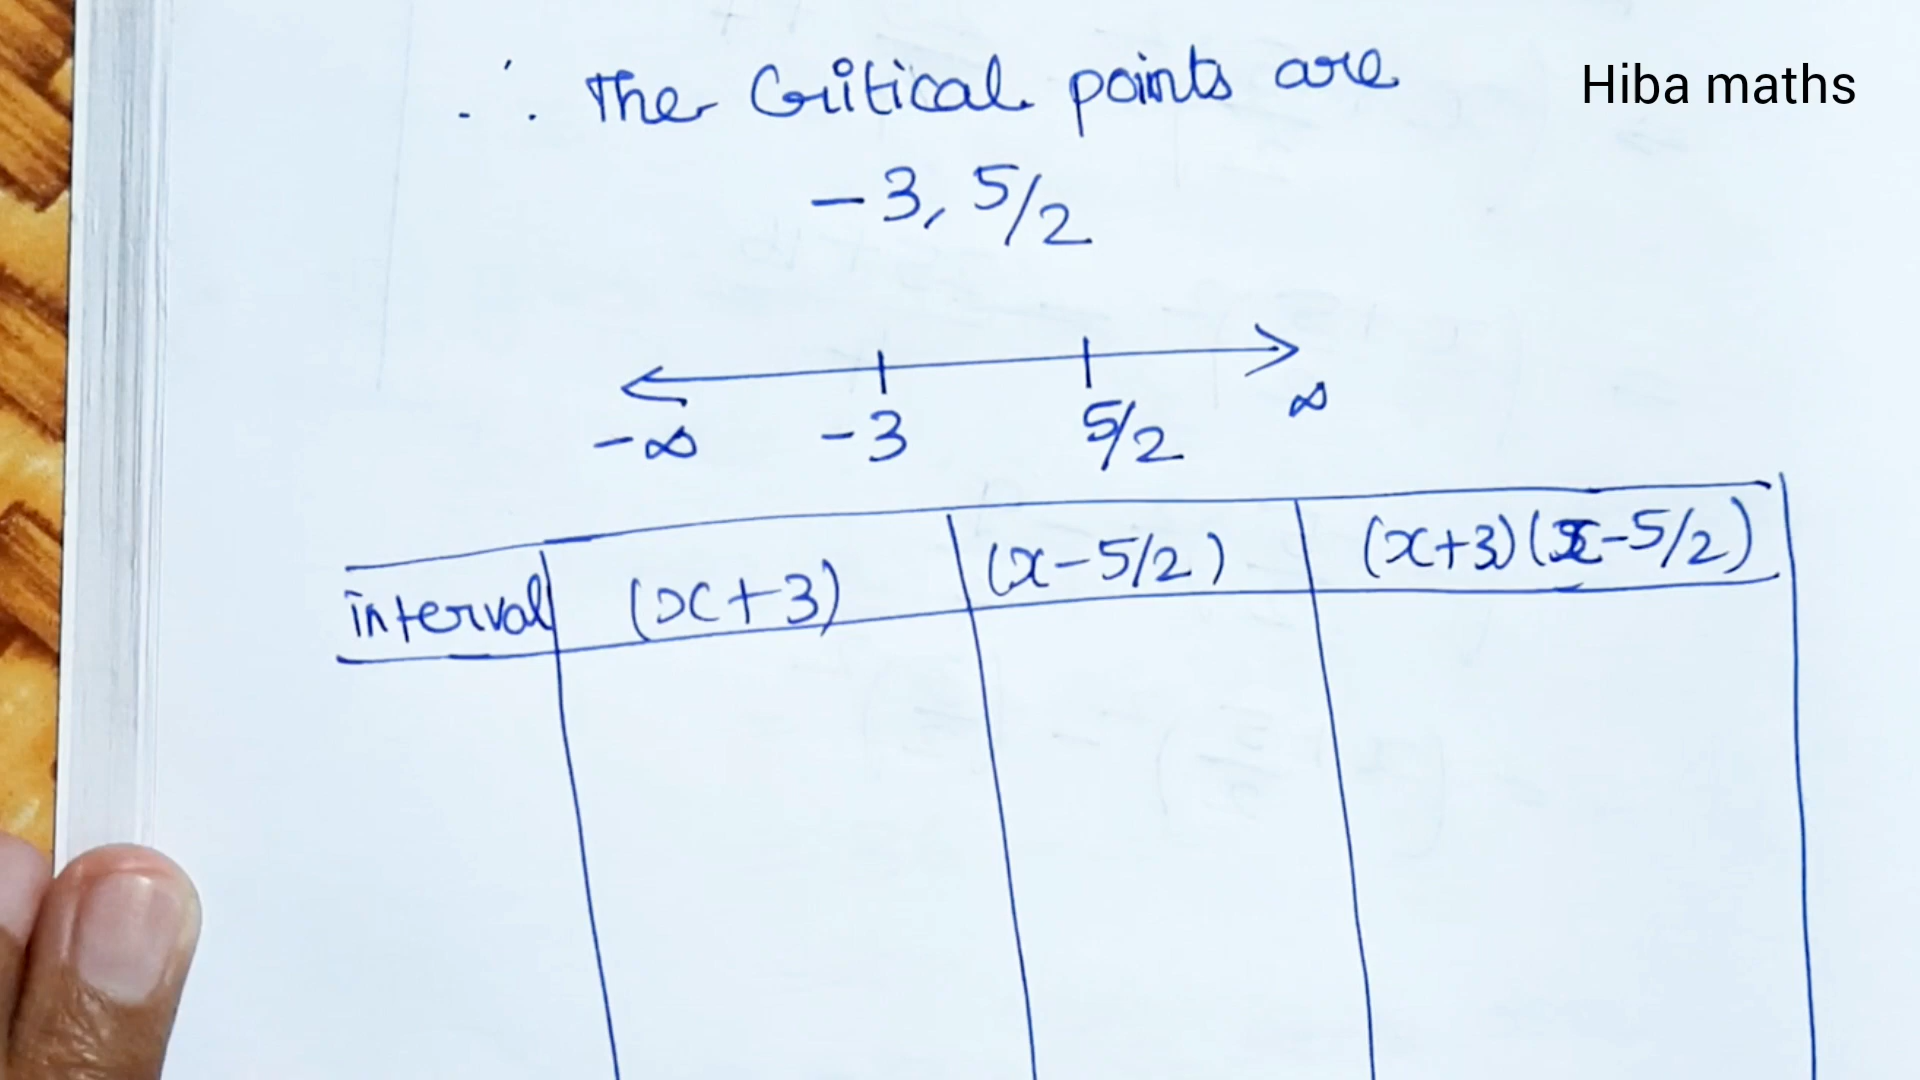 ∴ The Critical points are
Hiba maths
-3, 5/2
-∞ -3 5/2 ∞
interval (x+3) (x-5/2) (x+3)(x-5/2)